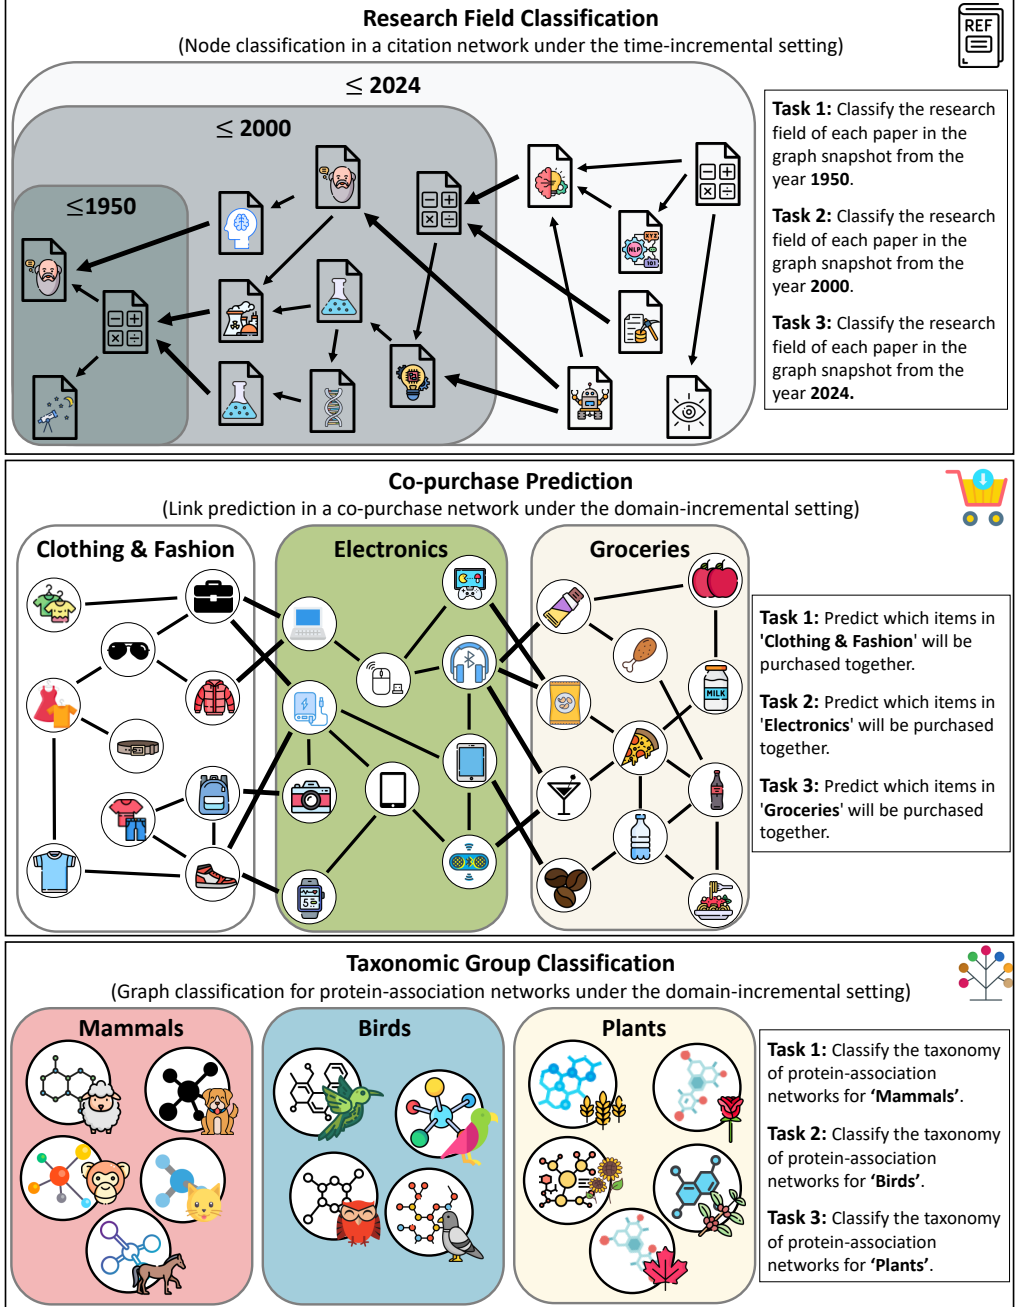 Research Field Classification
(Node classification in a citation network under the time-incremental setting)
REF
≤ 2024
≤ 2000
≤1950
NLP
XYZ
101
Task 1: Classify the research
field of each paper in the
graph snapshot from the
year 1950.
Task 2: Classify the research
field of each paper in the
graph snapshot from the
year 2000.
Task 3: Classify the research
field of each paper in the
graph snapshot from the
year 2024.
Co-purchase Prediction
(Link prediction in a co-purchase network under the domain-incremental setting)
Clothing & Fashion
Electronics
Groceries
MILK
5
Task 1: Predict which items in
'Clothing & Fashion' will be
purchased together.
Task 2: Predict which items in
'Electronics' will be purchased
together.
Task 3: Predict which items in
'Groceries' will be purchased
together.
Taxonomic Group Classification
(Graph classification for protein-association networks under the domain-incremental setting)
Mammals
Birds
Plants
Task 1: Classify the taxonomy
of protein-association
networks for ‘Mammals’.
Task 2: Classify the taxonomy
of protein-association
networks for ‘Birds’.
Task 3: Classify the taxonomy
of protein-association
networks for ‘Plants’.